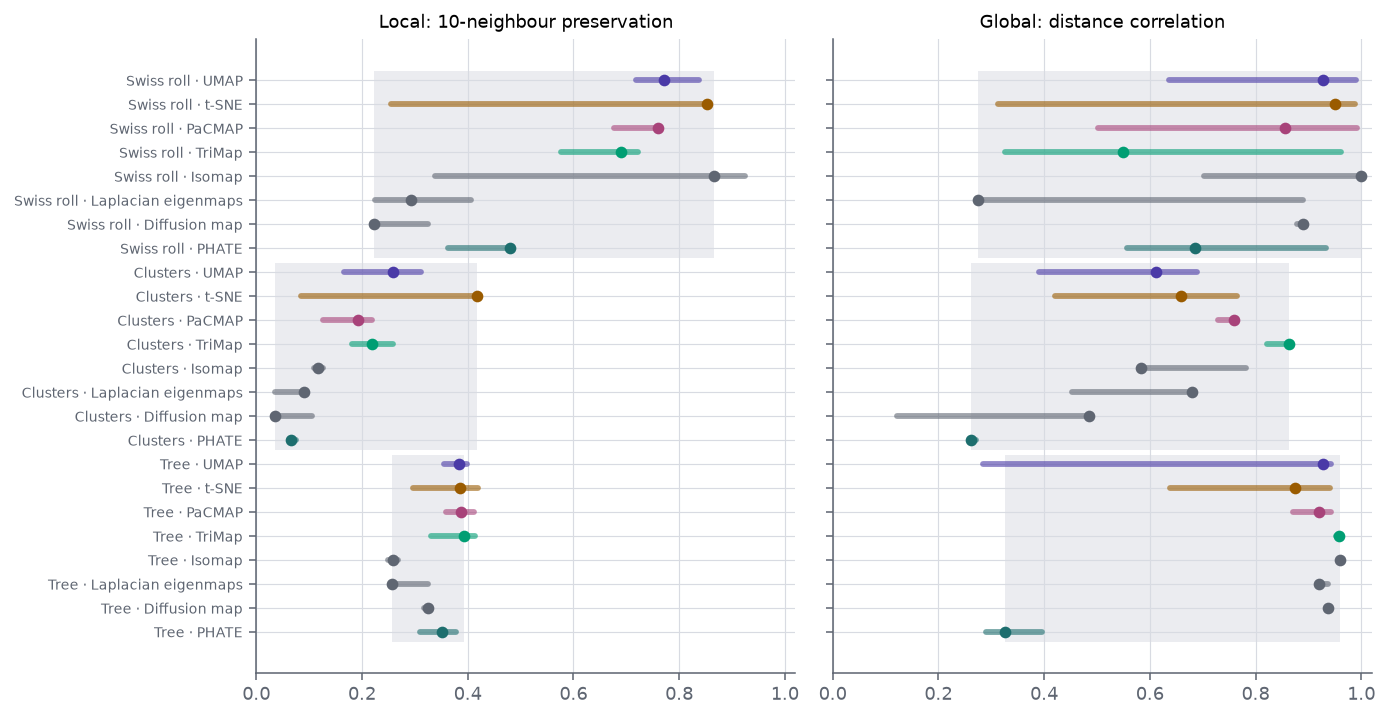 Local: 10-neighbour preservation
Global: distance correlation
Swiss roll · UMAP
Swiss roll · t-SNE
Swiss roll · PaCMAP
Swiss roll · TriMap
Swiss roll · Isomap
Swiss roll · Laplacian eigenmaps
Swiss roll · Diffusion map
Swiss roll · PHATE
Clusters · UMAP
Clusters · t-SNE
Clusters · PaCMAP
Clusters · TriMap
Clusters · Isomap
Clusters · Laplacian eigenmaps
Clusters · Diffusion map
Clusters · PHATE
Tree · UMAP
Tree · t-SNE
Tree · PaCMAP
Tree · TriMap
Tree · Isomap
Tree · Laplacian eigenmaps
Tree · Diffusion map
Tree · PHATE
0.0 0.2 0.4 0.6 0.8 1.0
0.0 0.2 0.4 0.6 0.8 1.0